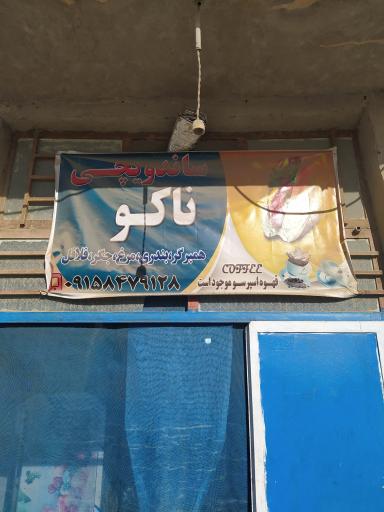 ساندویچی
ناکو
همبرگر، بندری، مرغ، جگر، فلافل
۰۹۱۵۸۴۷۹۱۲۸
COFFEE
قهوه اسپرسو موجود است